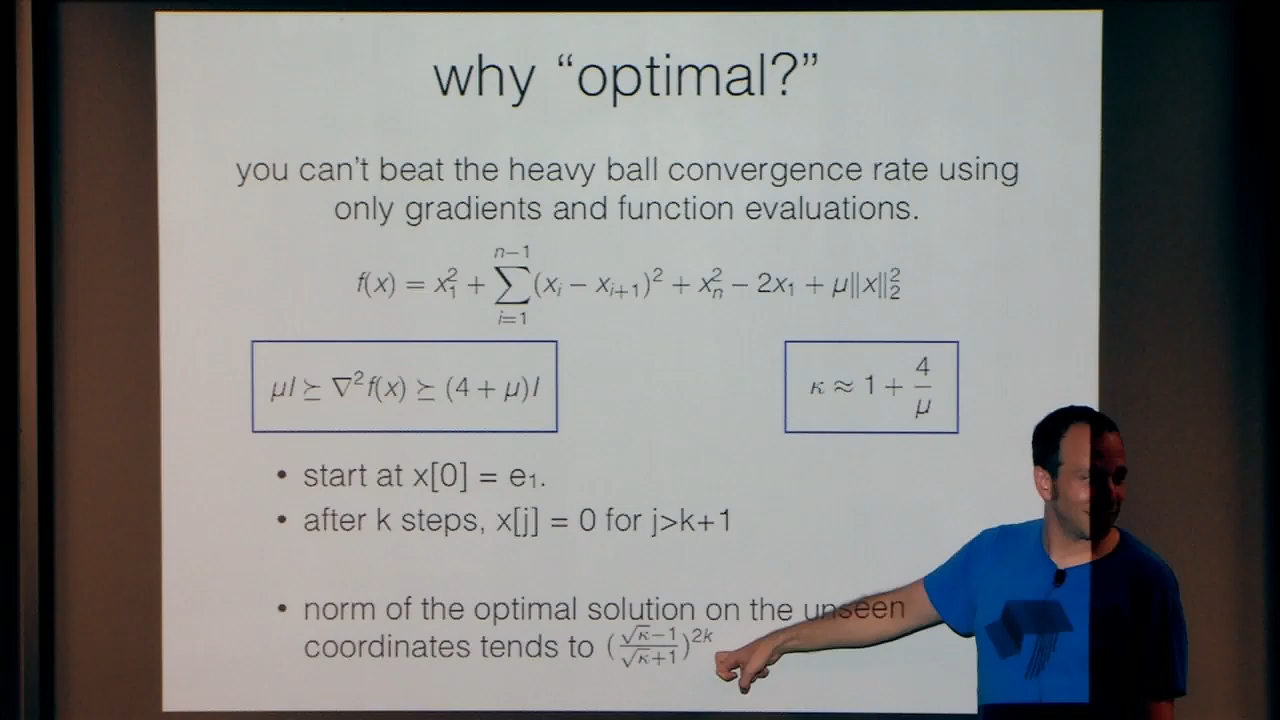 why “optimal?”
you can't beat the heavy ball convergence rate using
only gradients and function evaluations.
f(x) = x₁² + ∑_{i=1}^{n−1} (xᵢ − xᵢ₊₁)² + xₙ² − 2x₁ + μ‖x‖₂²
μI ⪰ ∇²f(x) ⪰ (4 + μ)I
κ ≈ 1 + 4/μ
• start at x[0] = e₁.
• after k steps, x[j] = 0 for j>k+1
• norm of the optimal solution on the unseen
coordinates tends to ((√κ−1)/(√κ+1))^{2k}